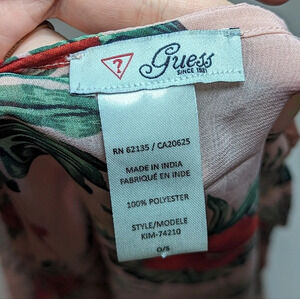 ?
Guess
SINCE 1981
RN 62135 / CA20625
MADE IN INDIA
FABRIQUÉ EN INDE
100% POLYESTER
STYLE/MODELE
KIM-74210
O/S